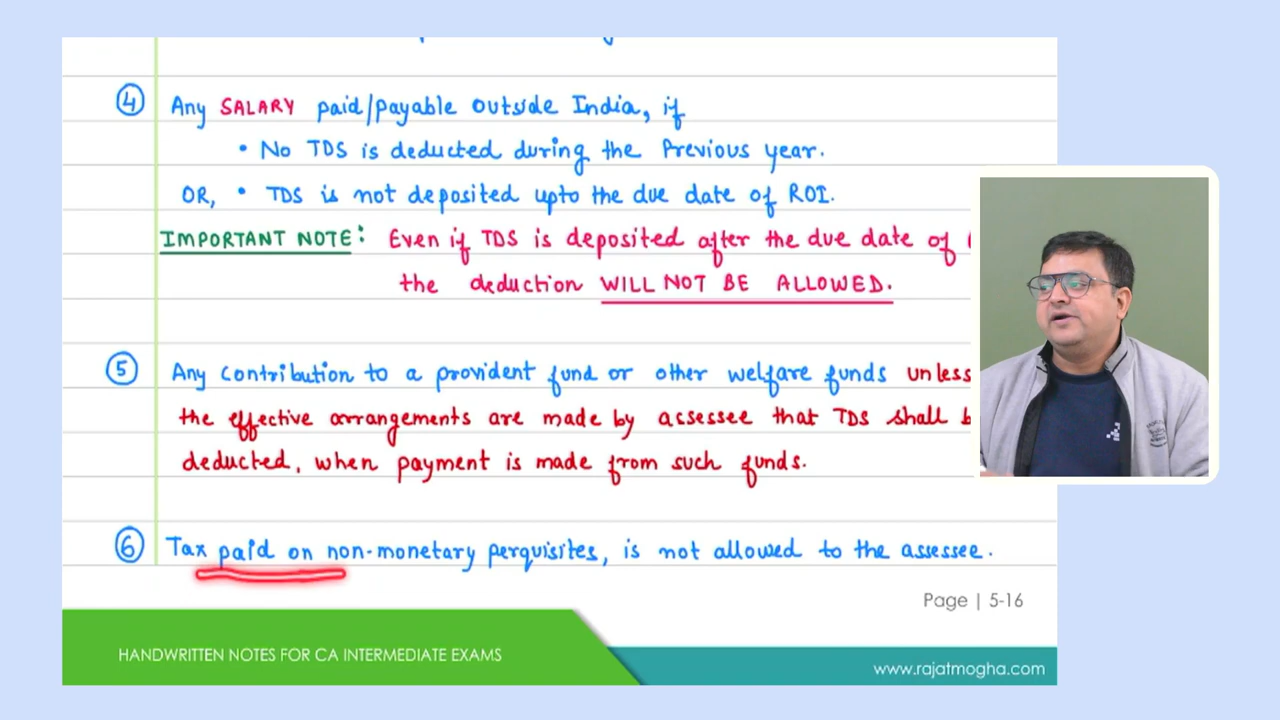 ④ Any SALARY paid/payable outside India, if
• No TDS is deducted during the Previous year.
OR, • TDS is not deposited upto the due date of ROI.
IMPORTANT NOTE: Even if TDS is deposited after the due date of
the deduction WILL NOT BE ALLOWED.
⑤ Any contribution to a provident fund or other welfare funds unless
the effective arrangements are made by assessee that TDS shall b
deducted, when payment is made from such funds.
⑥ Tax paid on non-monetary perquisites, is not allowed to the assessee.
Page | 5-16
HANDWRITTEN NOTES FOR CA INTERMEDIATE EXAMS
www.rajatmogha.com